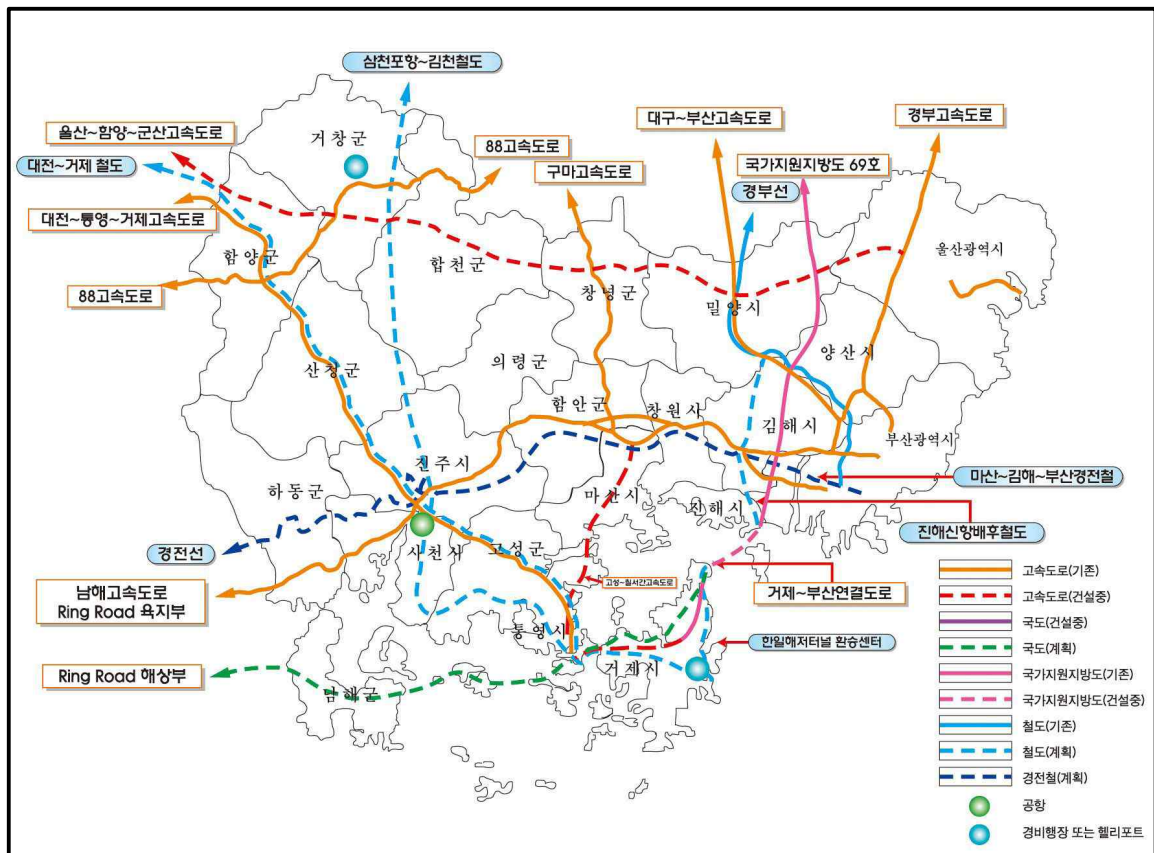 삼천포항~김천철도
울산~함양~군산고속도로
거창군
대구~부산고속도로
경부고속도로
대전~거제 철도
88고속도로
구마고속도로
국가지원지방도 69호
경부선
대전~통영~거제고속도로
함양군
합천군
울산광역시
88고속도로
창녕군
밀양시
양산시
산청군
의령군
함안군
창원시
김해시
부산광역시
진주시
하동군
마산시
진해시
마산~김해~부산경전철
경전선
사천시
고성군
진해신항배후철도
남해고속도로
Ring Road 육지부
고성~월서간고속도로
거제~부산연결도로
통영시
거제시
한일해저터널 환승센터
Ring Road 해상부
남해군
고속도로(기존)
고속도로(건설중)
국도(건설중)
국도(계획)
국가지원지방도(기존)
국가지원지방도(건설중)
철도(기존)
철도(계획)
경전철(계획)
공항
경비행장 또는 헬리포트